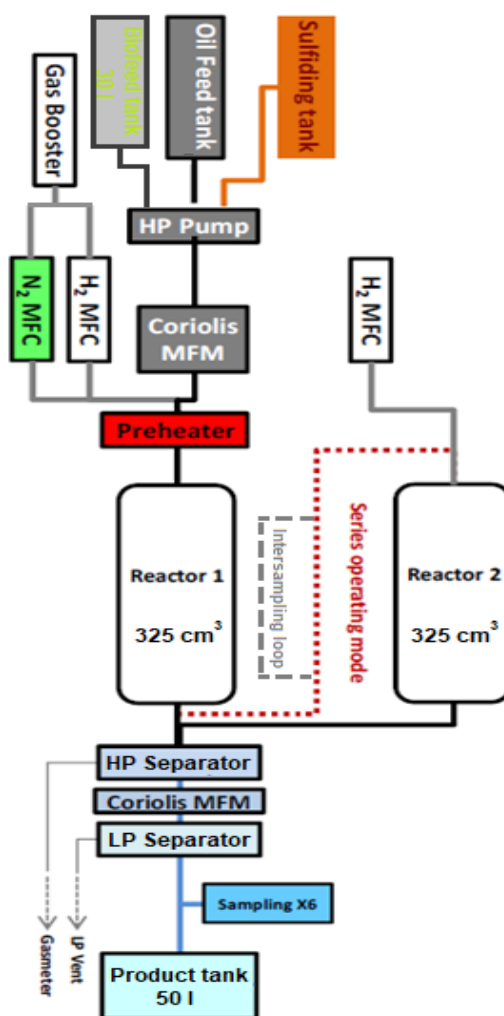 Biofeed tank
30 l
Oil Feed tank
Sulfiding tank
Gas Booster
HP Pump
N₂ MFC
H₂ MFC
Coriolis
MFM
H₂ MFC
Preheater
Reactor 1
325 cm³
Intersampling loop
Series operating mode
Reactor 2
325 cm³
HP Separator
Coriolis MFM
LP Separator
Sampling X6
Gasmeter
LP Vent
Product tank
50 l